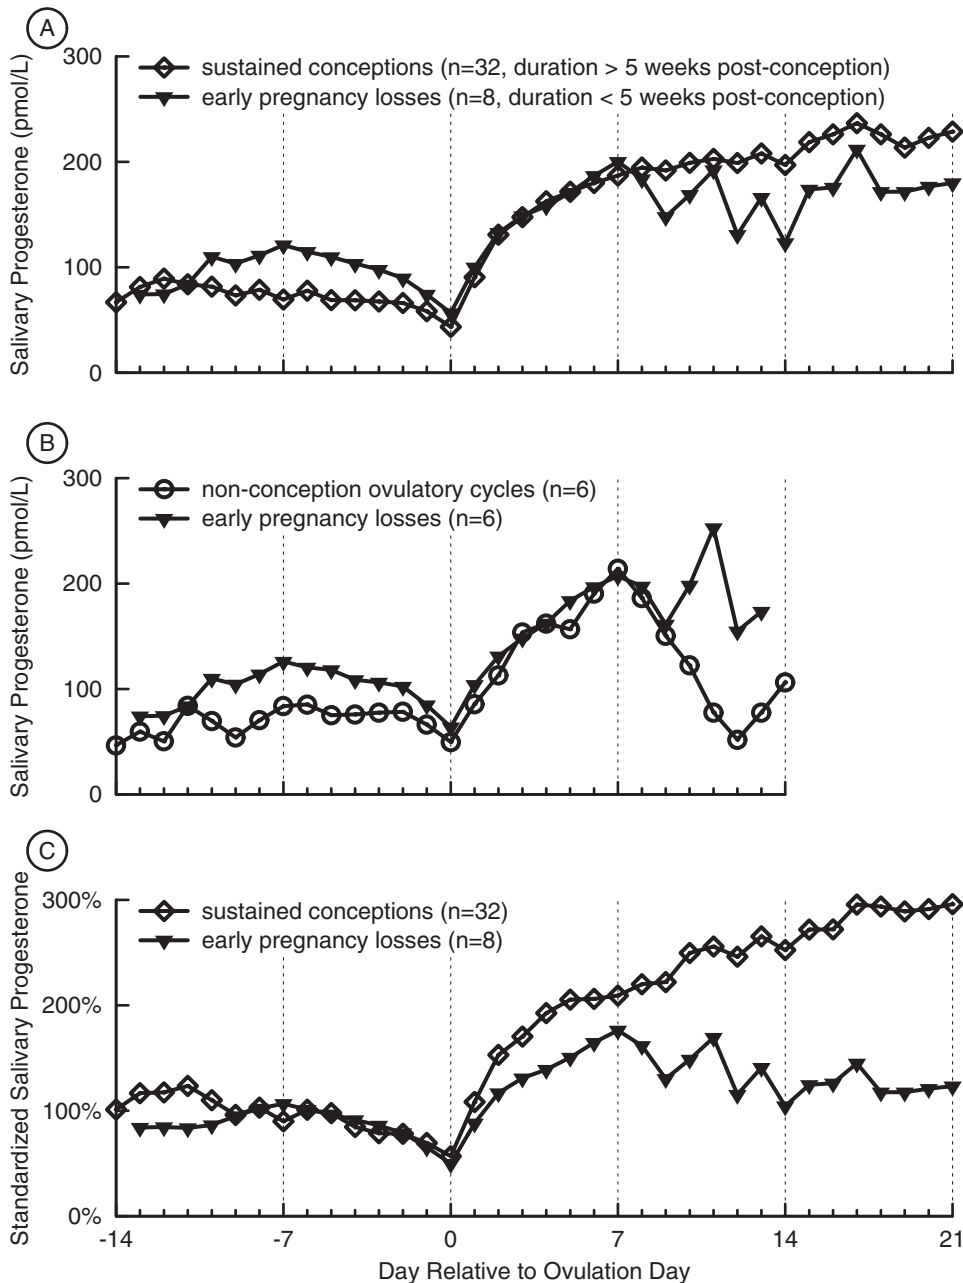 A
Salivary Progesterone (pmol/L)
300
200
100
0
sustained conceptions (n=32, duration > 5 weeks post-conception)
early pregnancy losses (n=8, duration < 5 weeks post-conception)
B
Salivary Progesterone (pmol/L)
300
200
100
0
non-conception ovulatory cycles (n=6)
early pregnancy losses (n=6)
C
Standardized Salivary Progesterone
300%
200%
100%
0%
sustained conceptions (n=32)
early pregnancy losses (n=8)
-14 -7 0 7 14 21
Day Relative to Ovulation Day